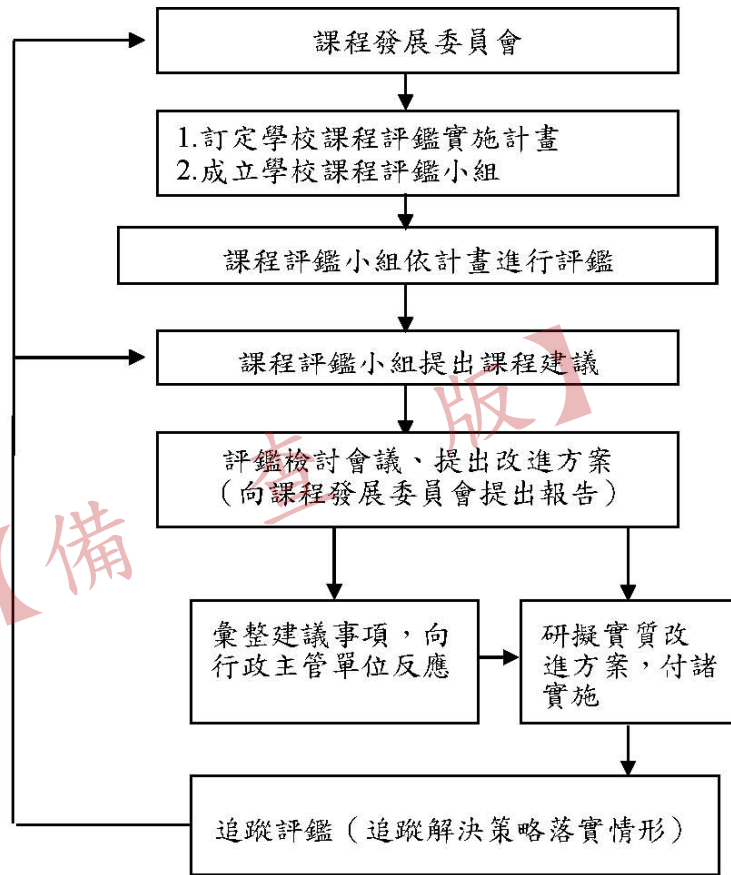 課程發展委員會
1.訂定學校課程評鑑實施計畫
2.成立學校課程評鑑小組
課程評鑑小組依計畫進行評鑑
課程評鑑小組提出課程建議
評鑑檢討會議、提出改進方案
（向課程發展委員會提出報告）
彙整建議事項，向
行政主管單位反應
研擬實質改
進方案，付諸
實施
追蹤評鑑（追蹤解決策略落實情形）
【備查版】